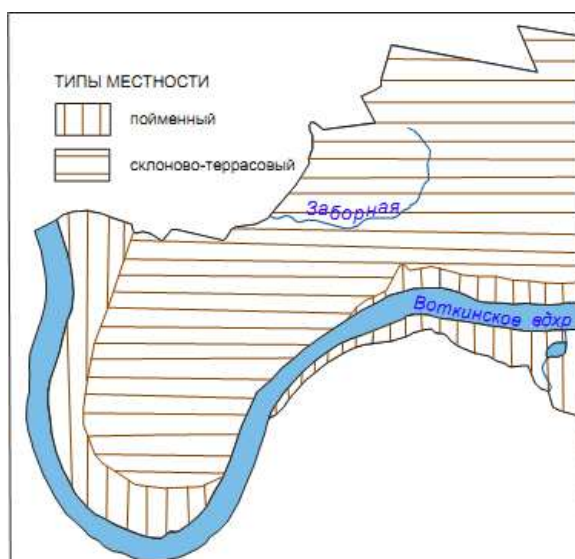 ТИПЫ МЕСТНОСТИ
пойменный
склоново-террасовый
Заборная
Воткинское вдхр